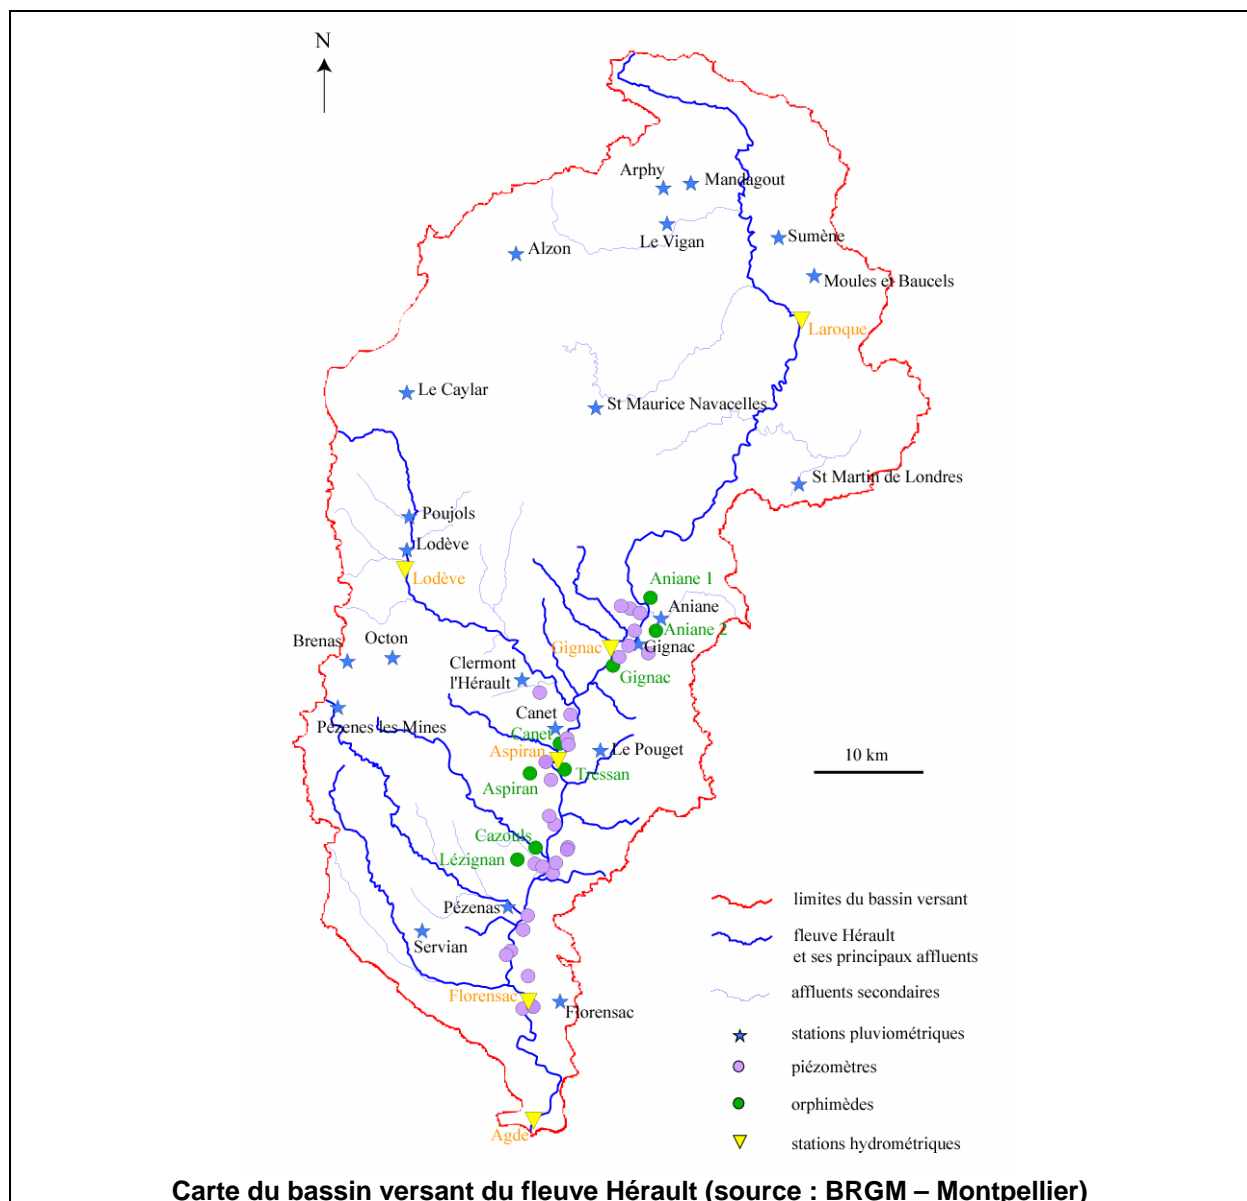 N
Arphy
Mandagout
Le Vigan
Sumène
Alzon
Moules et Baucels
Laroque
Le Caylar
St Maurice Navacelles
St Martin de Londres
Poujols
Lodève
Lodève
Aniane 1
Aniane
Aniane 2
Brenas
Octon
Gignac
Gignac
Gignac
Clermont
l'Hérault
Pézenes les Mines
Canet
Canet
Aspiran
Le Pouget
10 km
Tressan
Aspiran
Cazouls
Lézignan
Pézenas
Servian
Florensac
Florensac
Agde
limites du bassin versant
fleuve Hérault
et ses principaux affluents
affluents secondaires
stations pluviométriques
piézomètres
orphimèdes
stations hydrométriques
Carte du bassin versant du fleuve Hérault (source : BRGM – Montpellier)